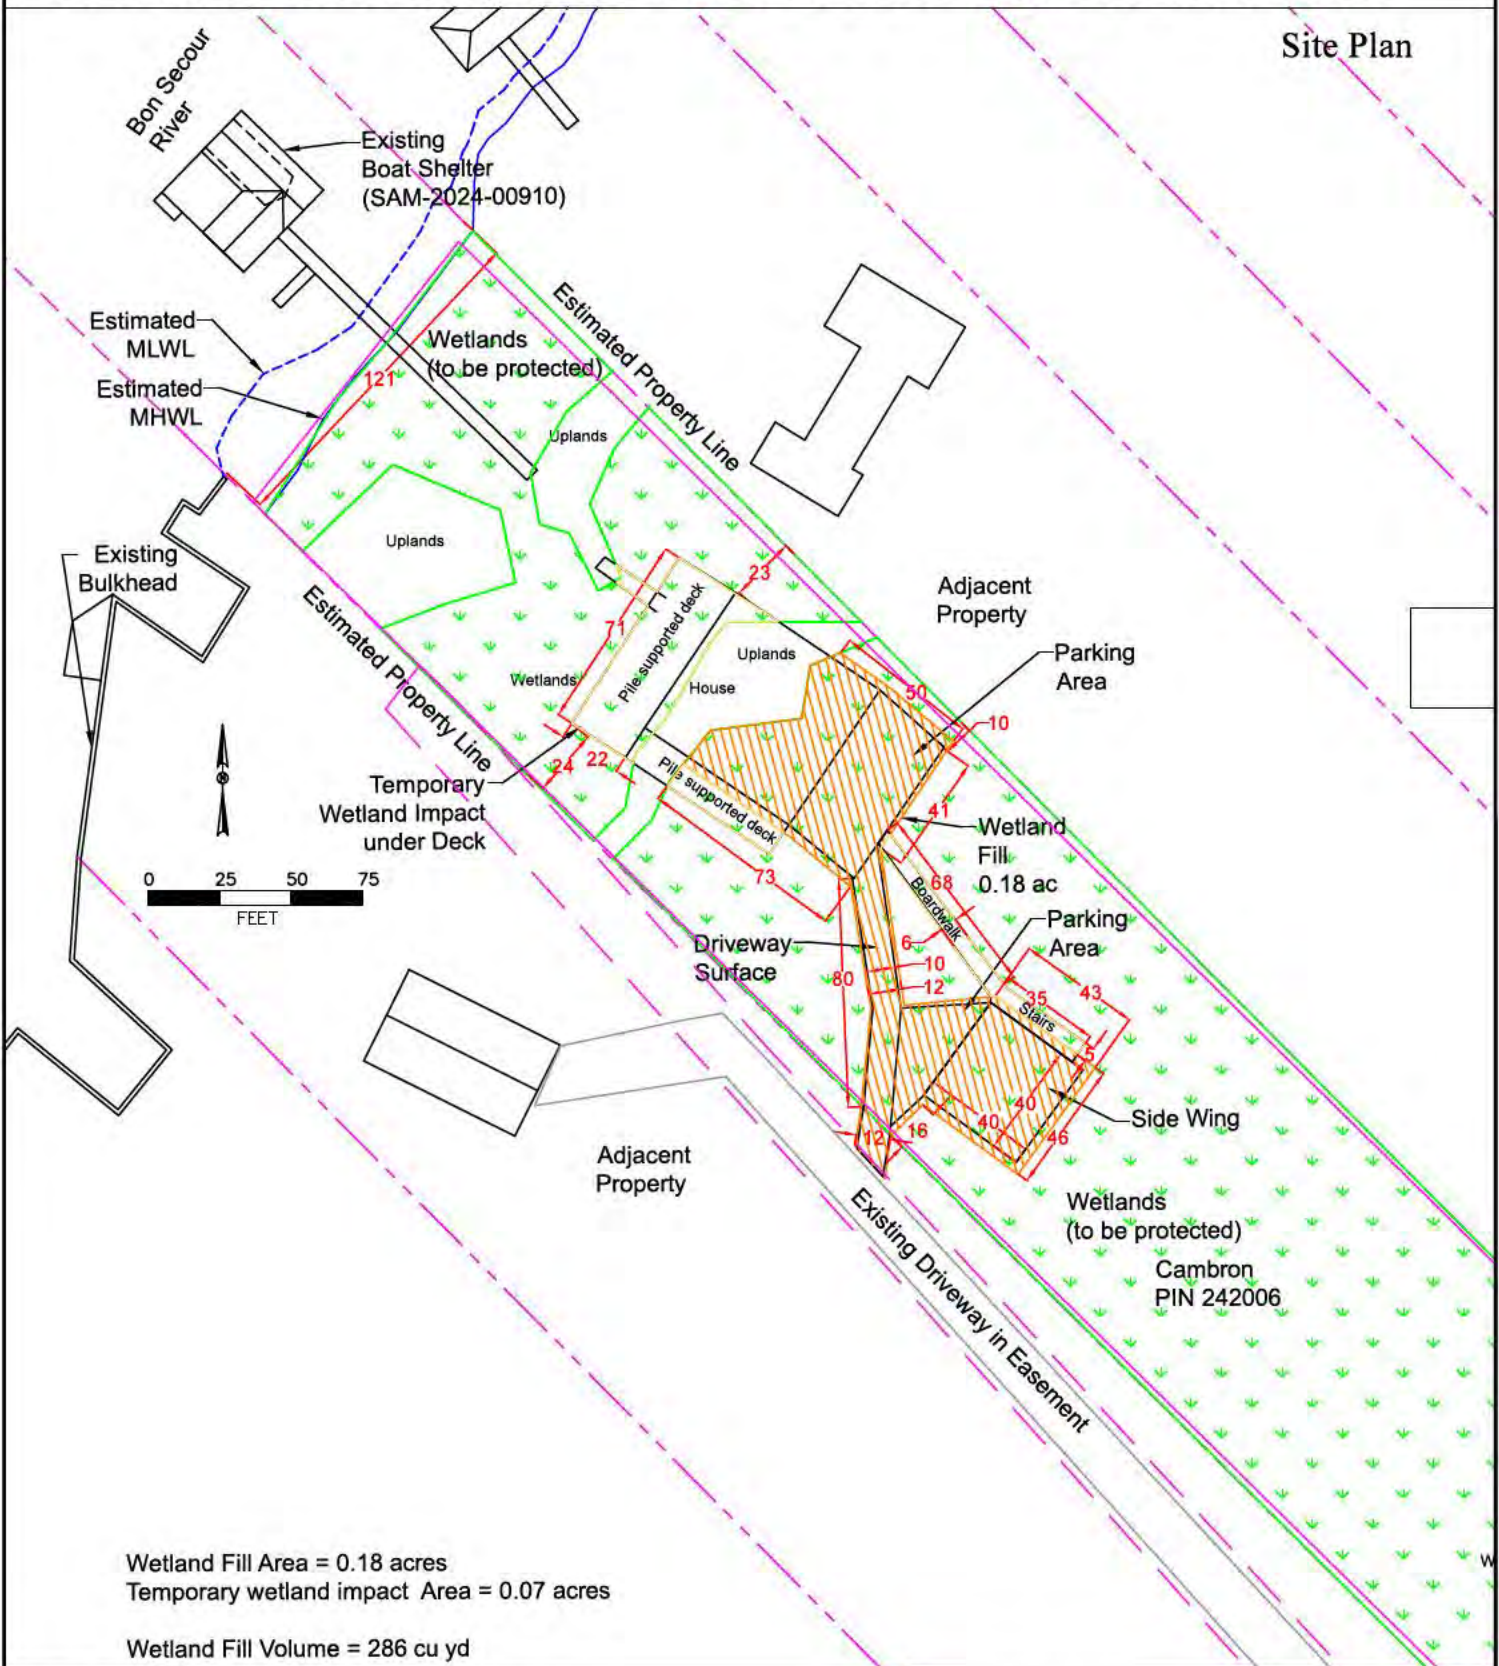 Site Plan
Bon Secour
River
Existing
Boat Shelter
(SAM-2024-00910)
Estimated
MLWL
Estimated
MHWL
121
Wetlands
(to be protected)
Estimated Property Line
Uplands
Uplands
Existing
Bulkhead
Estimated Property Line
23
71
Pile supported deck
Adjacent
Property
Uplands
Wetlands
House
Parking
Area
50
10
24
22
Pile supported deck
Temporary
Wetland Impact
under Deck
41
Wetland
Fill
0.18 ac
73
68
Boardwalk
0 25 50 75
FEET
Driveway
Surface
6
10
12
80
Parking
Area
35
43
Stairs
5
40
40
46
Side Wing
12
16
Adjacent
Property
Existing Driveway in Easement
Wetlands
(to be protected)
Cambron
PIN 242006
W
Wetland Fill Area = 0.18 acres
Temporary wetland impact Area = 0.07 acres
Wetland Fill Volume = 286 cu yd